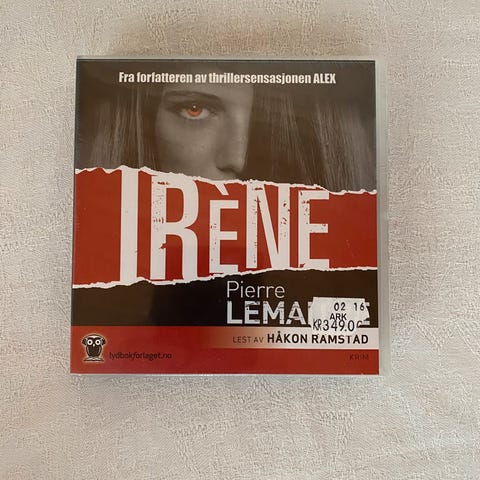 Fra forfatteren av thrillersensasjonen ALEX
IRÈNE
Pierre
LEMA
02 16
ARK
KR349.00
LEST AV HÅKON RAMSTAD
lydbokforlaget.no
KRIM